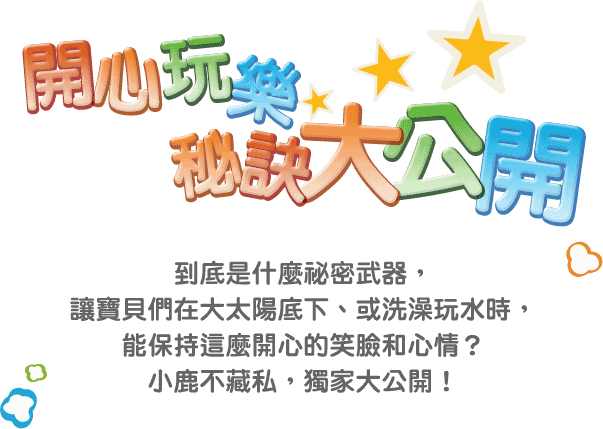 開心玩樂
秘訣大公開
到底是什麼祕密武器，
讓寶貝們在大太陽底下、或洗澡玩水時，
能保持這麼開心的笑臉和心情？
小鹿不藏私，獨家大公開！